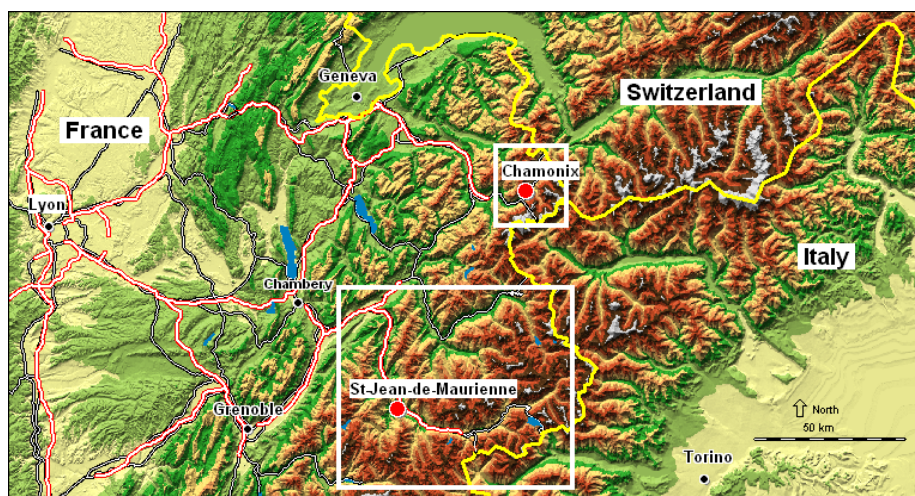 Geneva
Switzerland
France
Chamonix
Lyon
Italy
Chambery
St-Jean-de-Maurienne
Grenoble
North
50 km
Torino